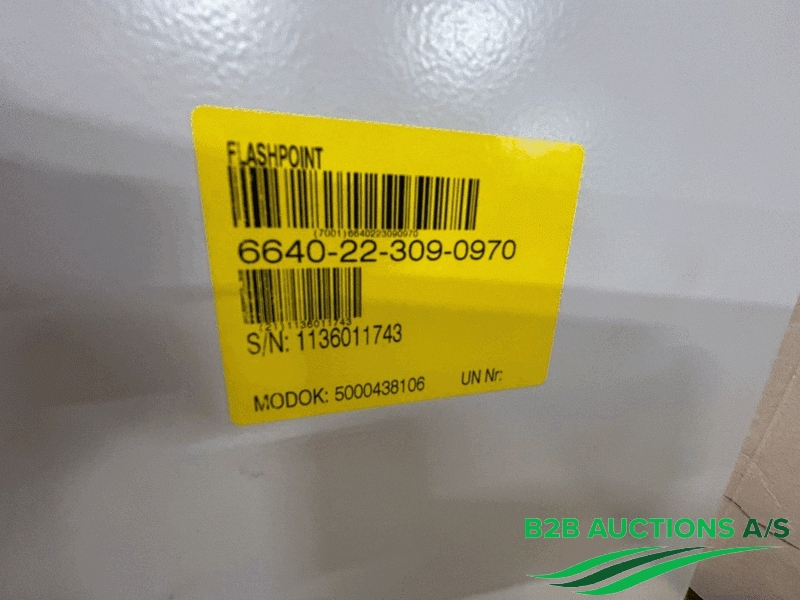 FLASHPOINT
(7001)6640223090970
6640-22-309-0970
(21)1136011743
S/N: 1136011743
MODOK: 5000438106 UN Nr:
B2B AUCTIONS A/S